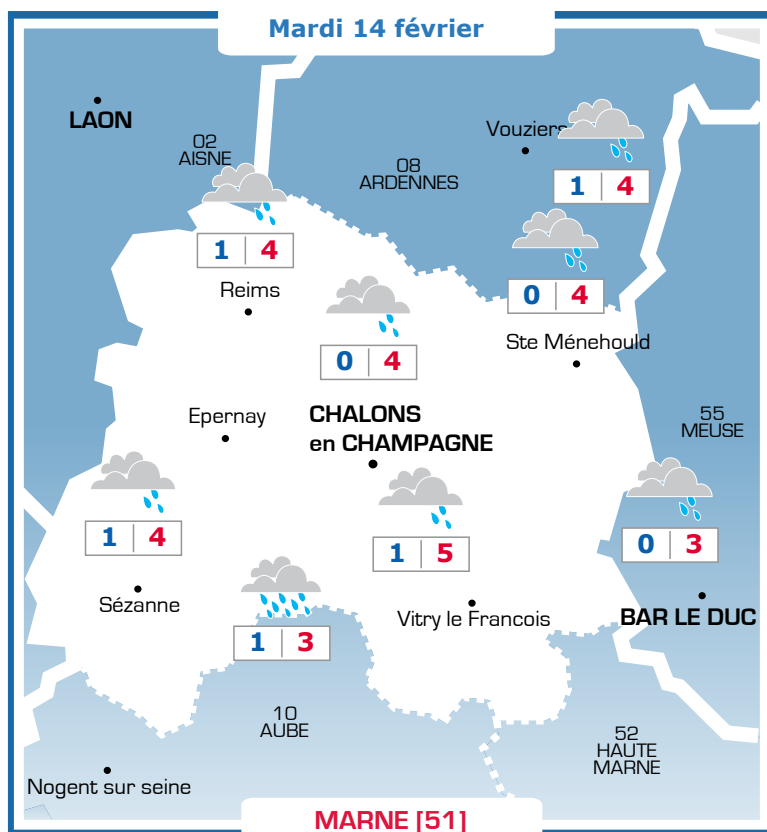 Mardi 14 février
LAON
02
AISNE
Vouziers
08
ARDENNES
1 4
1 4
Reims
0 4
Ste Ménehould
0 4
CHALONS
en CHAMPAGNE
Epernay
55
MEUSE
1 4
Sézanne
1 5
Vitry le Francois
0 3
BAR LE DUC
1 3
10
AUBE
52
HAUTE
MARNE
Nogent sur seine
MARNE [51]